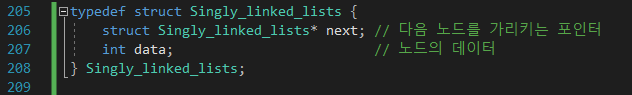 205 typedef struct Singly_linked_lists {
206 struct Singly_linked_lists* next; // 다음 노드를 가리키는 포인터
207 int data; // 노드의 데이터
208 } Singly_linked_lists;
209